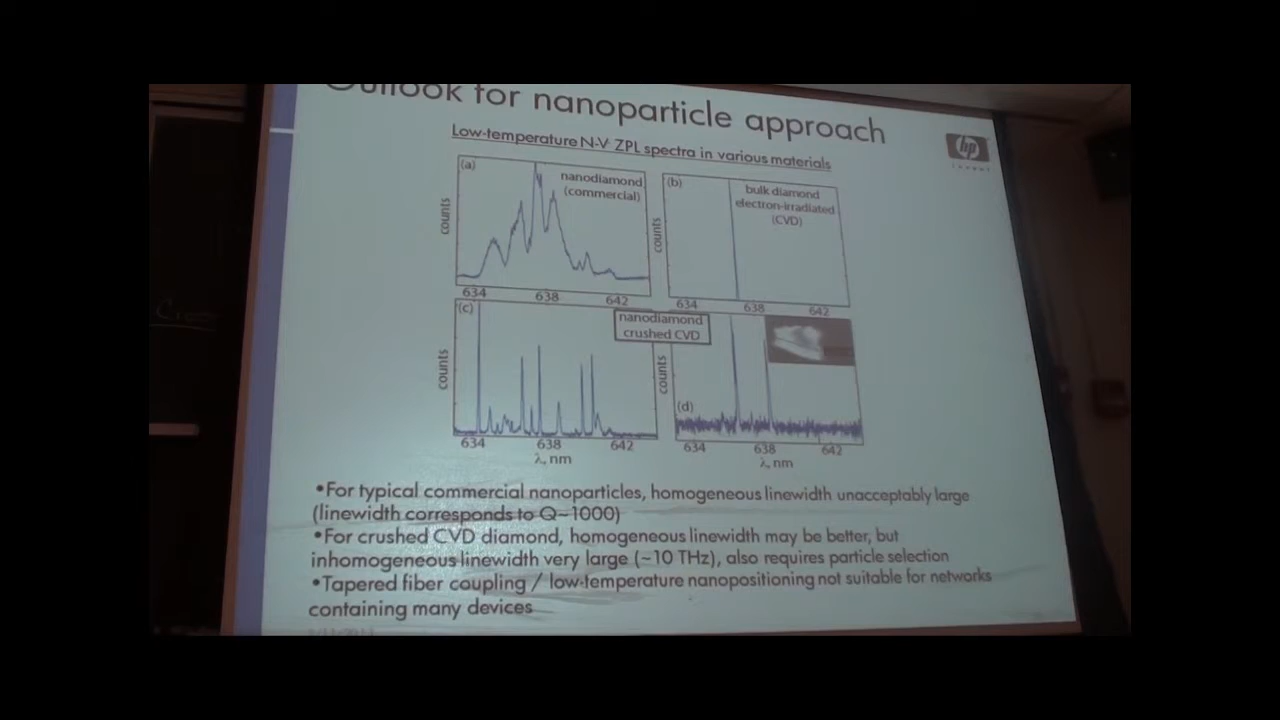 Outlook for nanoparticle approach
hp
invent
Low-temperature N-V ZPL spectra in various materials
(a)
nanodiamond
(commercial)
counts
634 638 642
(b)
bulk diamond
electron-irradiated
(CVD)
counts
634 638 642
(c)
nanodiamond
crushed CVD
counts
634 638 642
λ, nm
counts
(d)
634 638 642
λ, nm
•For typical commercial nanoparticles, homogeneous linewidth unacceptably large
(linewidth corresponds to Q~1000)
•For crushed CVD diamond, homogeneous linewidth may be better, but
inhomogeneous linewidth very large (~10 THz), also requires particle selection
•Tapered fiber coupling / low-temperature nanopositioning not suitable for networks
containing many devices